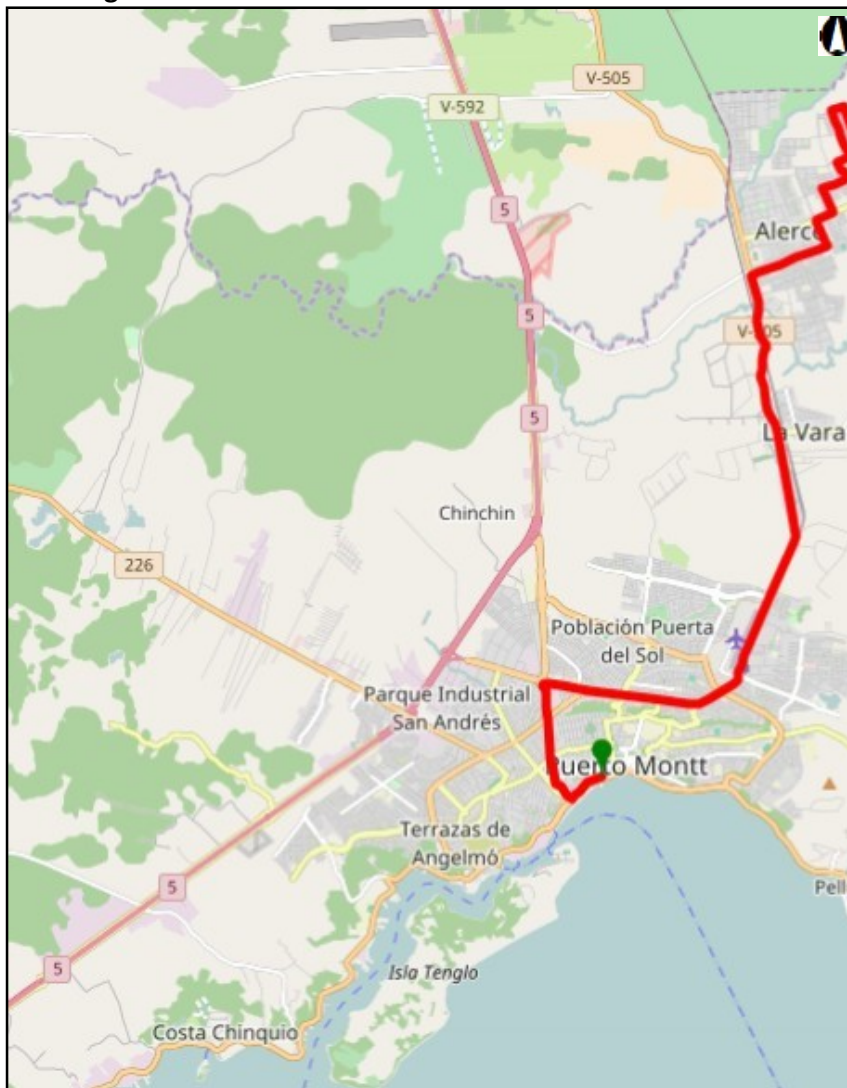 V-505
V-592
5
Alerce
5
V-505
5
La Vara
Chinchin
226
Población Puerta
del Sol
Parque Industrial
San Andrés
Puerto Montt
Terrazas de
Angelmó
5
Pell
5
Isla Tenglo
Costa Chinquio